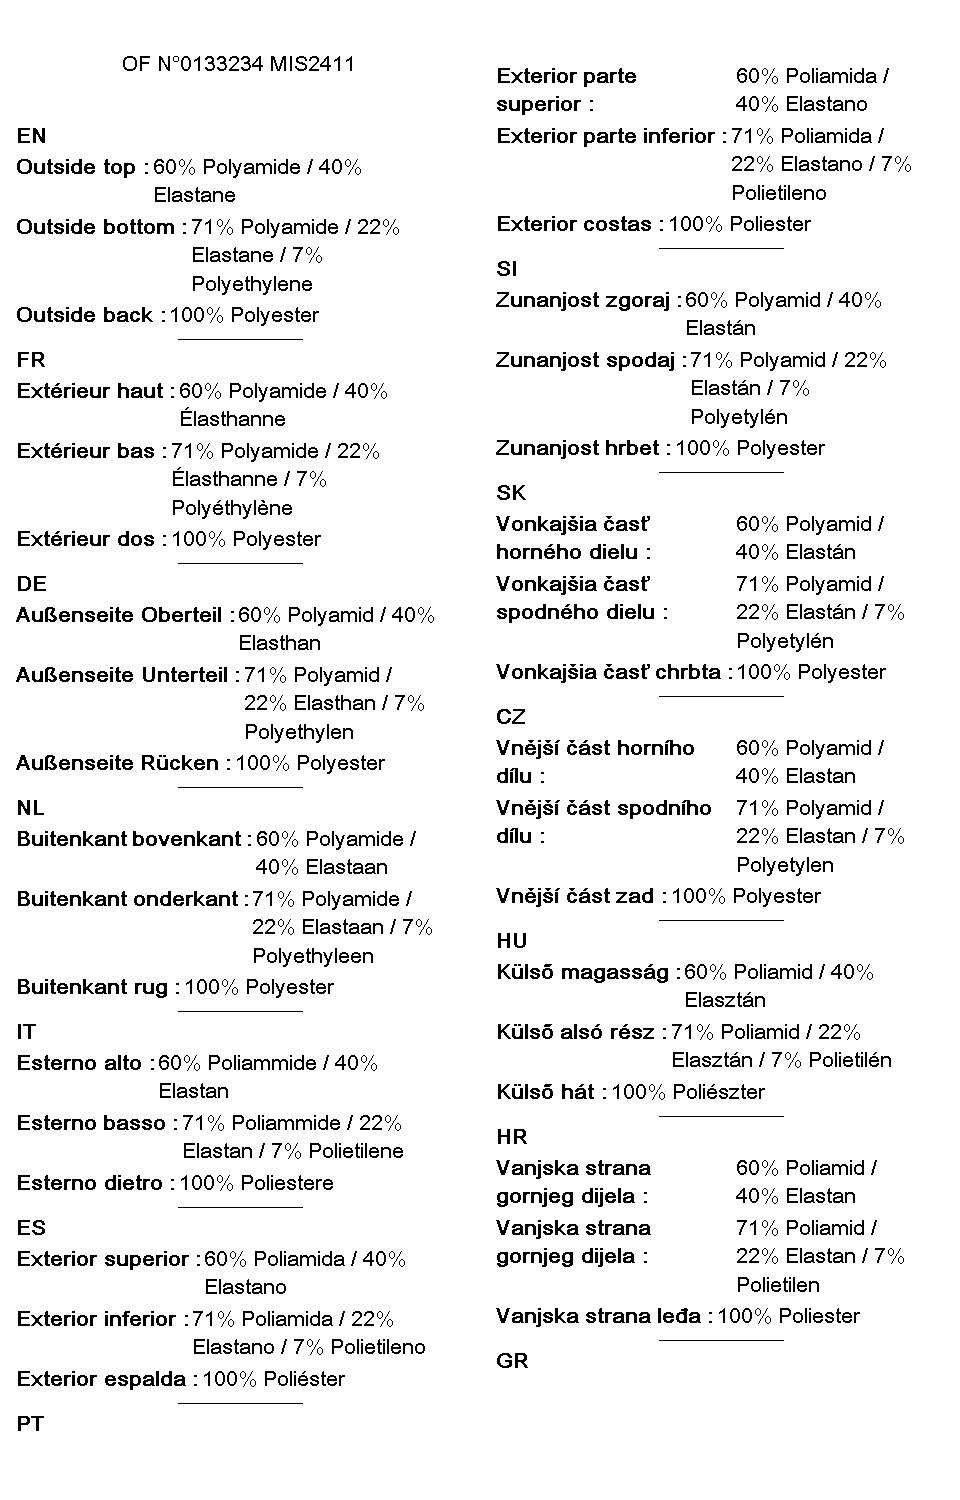 OF N°0133234 MIS2411
EN
Outside top : 60% Polyamide / 40%
Elastane
Outside bottom : 71% Polyamide / 22%
Elastane / 7%
Polyethylene
Outside back : 100% Polyester
FR
Extérieur haut : 60% Polyamide / 40%
Élasthanne
Extérieur bas : 71% Polyamide / 22%
Élasthanne / 7%
Polyéthylène
Extérieur dos : 100% Polyester
DE
Außenseite Oberteil : 60% Polyamid / 40%
Elasthan
Außenseite Unterteil : 71% Polyamid /
22% Elasthan / 7%
Polyethylen
Außenseite Rücken : 100% Polyester
NL
Buitenkant bovenkant : 60% Polyamide /
40% Elastaan
Buitenkant onderkant : 71% Polyamide /
22% Elastaan / 7%
Polyethyleen
Buitenkant rug : 100% Polyester
IT
Esterno alto : 60% Poliammide / 40%
Elastan
Esterno basso : 71% Poliammide / 22%
Elastan / 7% Polietilene
Esterno dietro : 100% Poliestere
ES
Exterior superior : 60% Poliamida / 40%
Elastano
Exterior inferior : 71% Poliamida / 22%
Elastano / 7% Polietileno
Exterior espalda : 100% Poliéster
PT
Exterior parte 60% Poliamida /
superior : 40% Elastano
Exterior parte inferior : 71% Poliamida /
22% Elastano / 7%
Polietileno
Exterior costas : 100% Poliester
SI
Zunanjost zgoraj : 60% Polyamid / 40%
Elastán
Zunanjost spodaj : 71% Polyamid / 22%
Elastán / 7%
Polyetylén
Zunanjost hrbet : 100% Polyester
SK
Vonkajšia časť 60% Polyamid /
horného dielu : 40% Elastán
Vonkajšia časť 71% Polyamid /
spodného dielu : 22% Elastán / 7%
Polyetylén
Vonkajšia časť chrbta : 100% Polyester
CZ
Vnější část horního 60% Polyamid /
dílu : 40% Elastan
Vnější část spodního 71% Polyamid /
dílu : 22% Elastan / 7%
Polyetylen
Vnější část zad : 100% Polyester
HU
Külső magasság : 60% Poliamid / 40%
Elasztán
Külső alsó rész : 71% Poliamid / 22%
Elasztán / 7% Polietilén
Külső hát : 100% Poliészter
HR
Vanjska strana 60% Poliamid /
gornjeg dijela : 40% Elastan
Vanjska strana 71% Poliamid /
gornjeg dijela : 22% Elastan / 7%
Polietilen
Vanjska strana leđa : 100% Poliester
GR